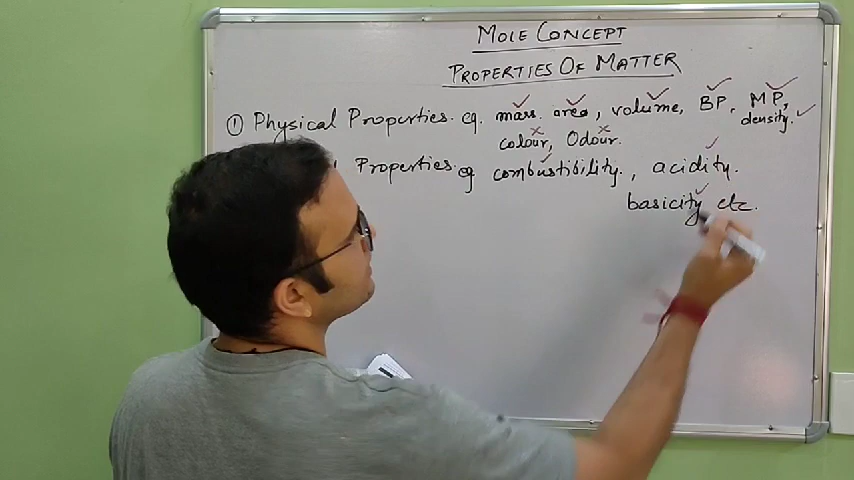 MOLE CONCEPT
PROPERTIES OF MATTER
① Physical Properties. eg. mass. area, volume, BP, MP,
density.
colour, Odour.
Properties. eg combustibility, acidity.
basicity etc.